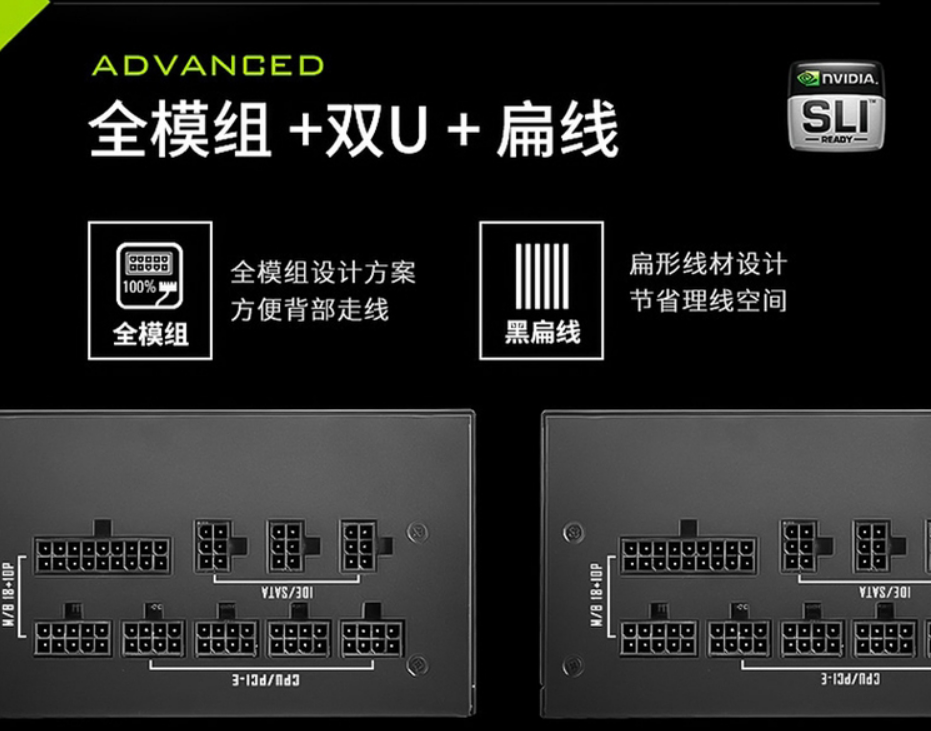 ADVANCED
全模组 +双U + 扁线
NVIDIA.
SLI™
READY
100%
全模组
全模组设计方案
方便背部走线
黑扁线
扁形线材设计
节省理线空间
M/B 18+10P
IDE/SATA
CPU/PCI-E
M/B 18+10P
IDE/SATA
CPU/PCI-E